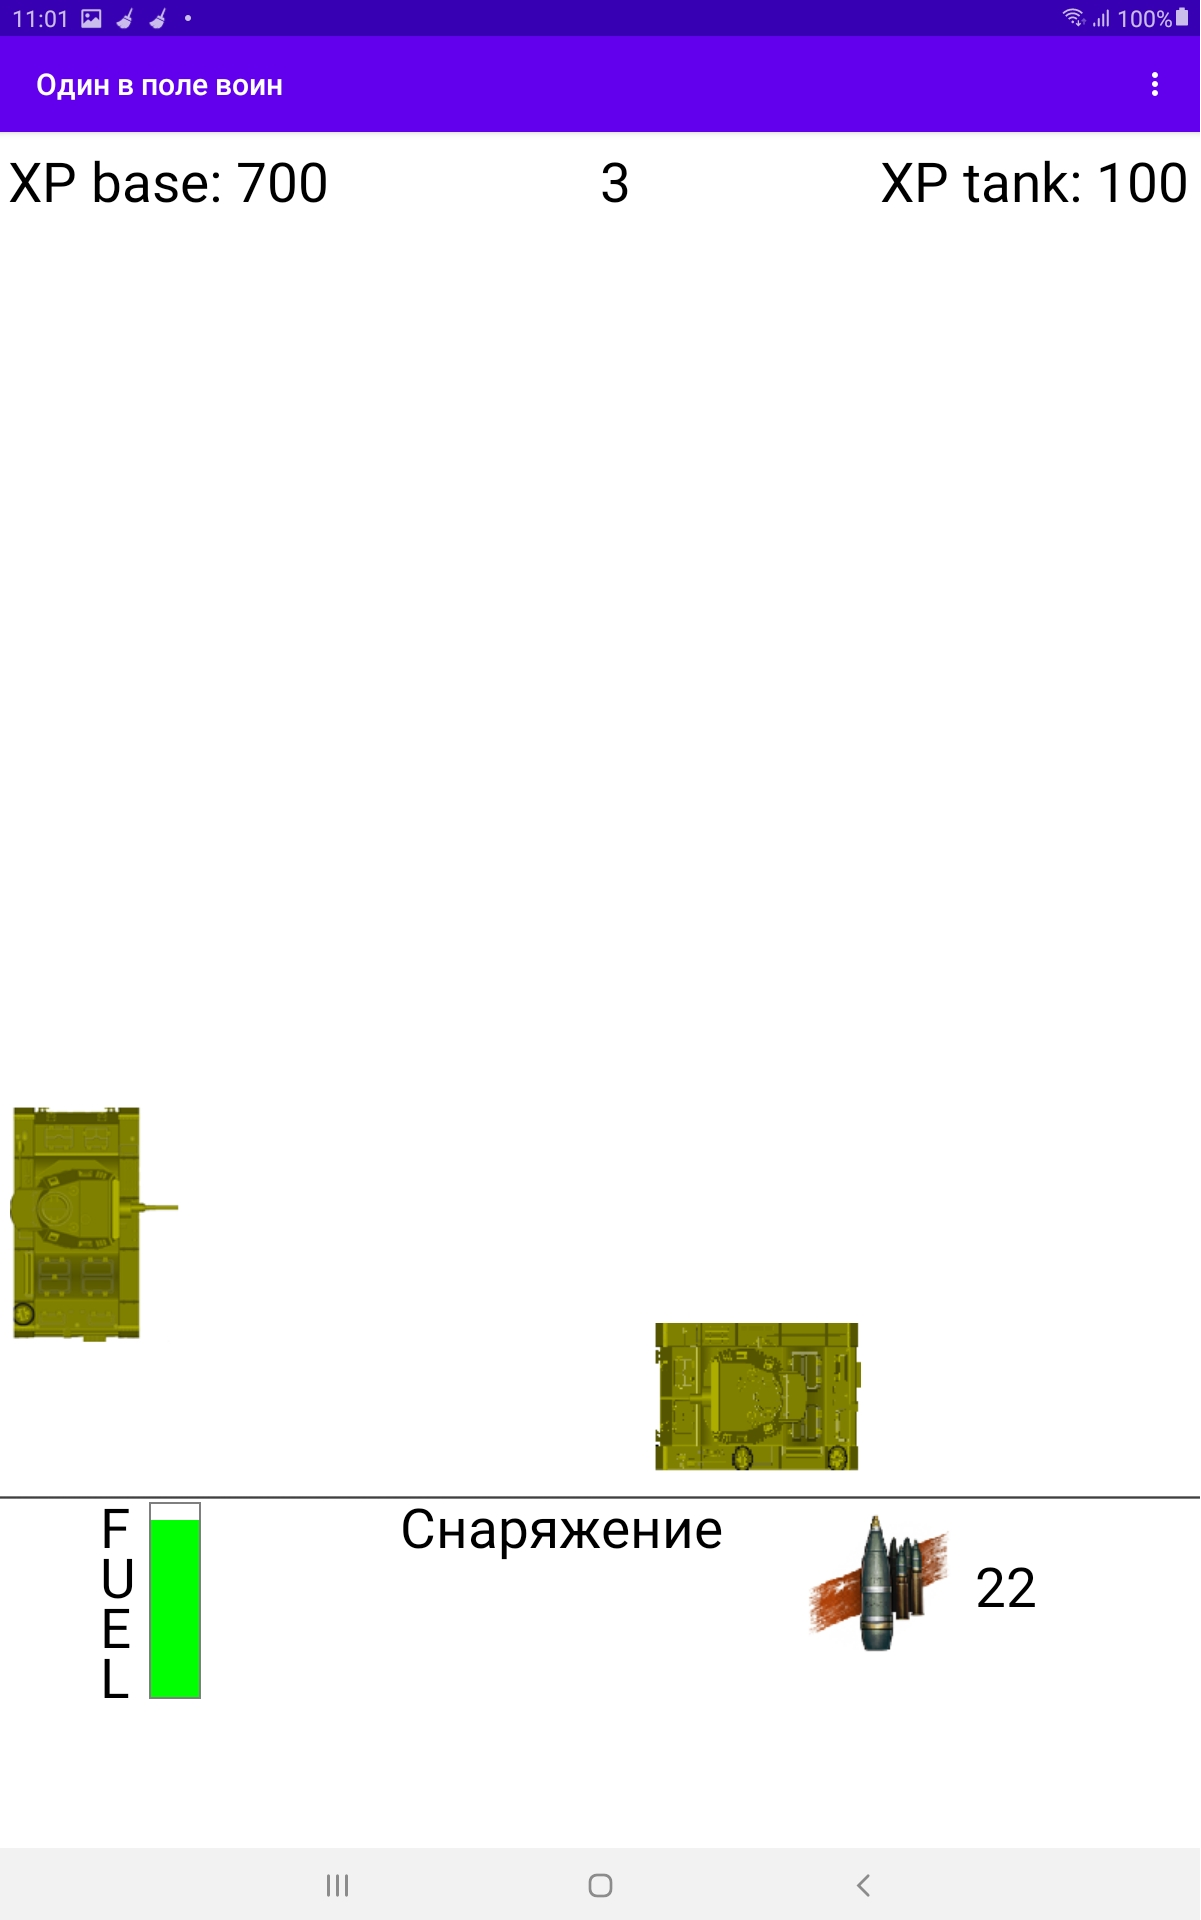 11:01 100%
Один в поле воин
XP base: 700 3 XP tank: 100
F
U
E
L
Снаряжение
22